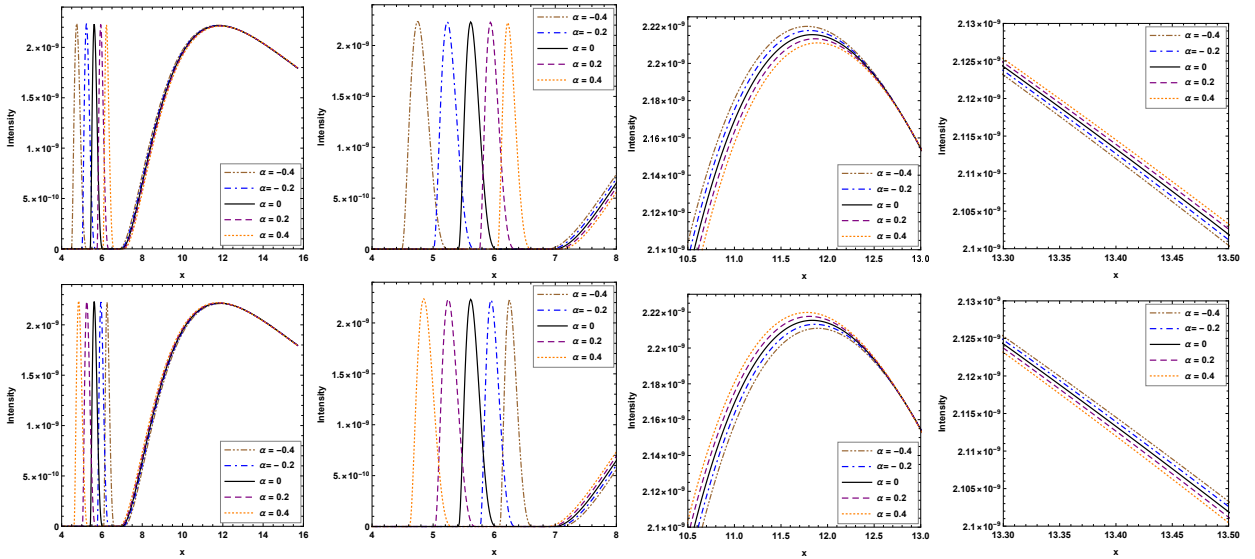 Intensity
2.×10⁻⁹
1.5×10⁻⁹
1.×10⁻⁹
5.×10⁻¹⁰
0
4 6 8 10 12 14 16
x
α = −0.4
α= − 0.2
α = 0
α = 0.2
α = 0.4
Intensity
2.×10⁻⁹
1.5×10⁻⁹
1.×10⁻⁹
5.×10⁻¹⁰
0
4 5 6 7 8
x
α = −0.4
α= − 0.2
α = 0
α = 0.2
α = 0.4
Intensity
2.22×10⁻⁹
2.2×10⁻⁹
2.18×10⁻⁹
2.16×10⁻⁹
2.14×10⁻⁹
2.12×10⁻⁹
2.1×10⁻⁹
10.5 11.0 11.5 12.0 12.5 13.0
x
α = −0.4
α= − 0.2
α = 0
α = 0.2
α = 0.4
Intensity
2.13×10⁻⁹
2.125×10⁻⁹
2.12×10⁻⁹
2.115×10⁻⁹
2.11×10⁻⁹
2.105×10⁻⁹
2.1×10⁻⁹
13.30 13.35 13.40 13.45 13.50
x
α = −0.4
α= − 0.2
α = 0
α = 0.2
α = 0.4
Intensity
2.×10⁻⁹
1.5×10⁻⁹
1.×10⁻⁹
5.×10⁻¹⁰
0
4 6 8 10 12 14 16
x
α = −0.4
α= − 0.2
α = 0
α = 0.2
α = 0.4
Intensity
2.×10⁻⁹
1.5×10⁻⁹
1.×10⁻⁹
5.×10⁻¹⁰
0
4 5 6 7 8
x
α = −0.4
α= − 0.2
α = 0
α = 0.2
α = 0.4
Intensity
2.22×10⁻⁹
2.2×10⁻⁹
2.18×10⁻⁹
2.16×10⁻⁹
2.14×10⁻⁹
2.12×10⁻⁹
2.1×10⁻⁹
10.5 11.0 11.5 12.0 12.5 13.0
x
α = −0.4
α= − 0.2
α = 0
α = 0.2
α = 0.4
Intensity
2.13×10⁻⁹
2.125×10⁻⁹
2.12×10⁻⁹
2.115×10⁻⁹
2.11×10⁻⁹
2.105×10⁻⁹
2.1×10⁻⁹
13.30 13.35 13.40 13.45 13.50
x
α = −0.4
α= − 0.2
α = 0
α = 0.2
α = 0.4